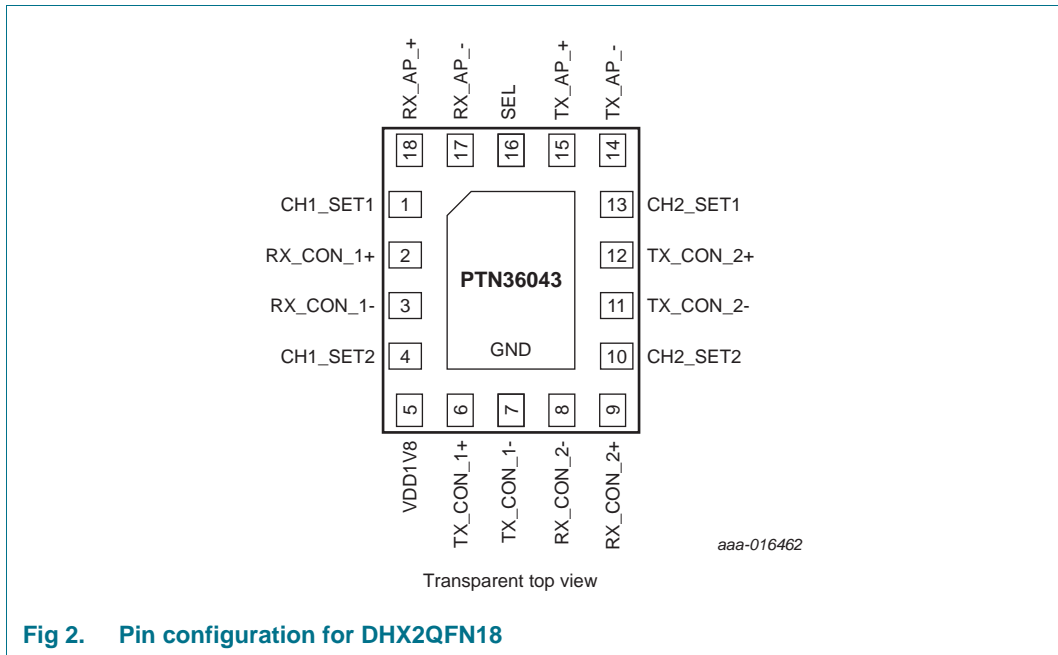 RX_AP_+
RX_AP_-
SEL
TX_AP_+
TX_AP_-
18
17
16
15
14
CH1_SET1
1
13
CH2_SET1
RX_CON_1+
2
12
TX_CON_2+
PTN36043
RX_CON_1-
3
11
TX_CON_2-
CH1_SET2
4
GND
10
CH2_SET2
5
6
7
8
9
VDD1V8
TX_CON_1+
TX_CON_1-
RX_CON_2-
RX_CON_2+
aaa-016462
Transparent top view
Fig 2. Pin configuration for DHX2QFN18